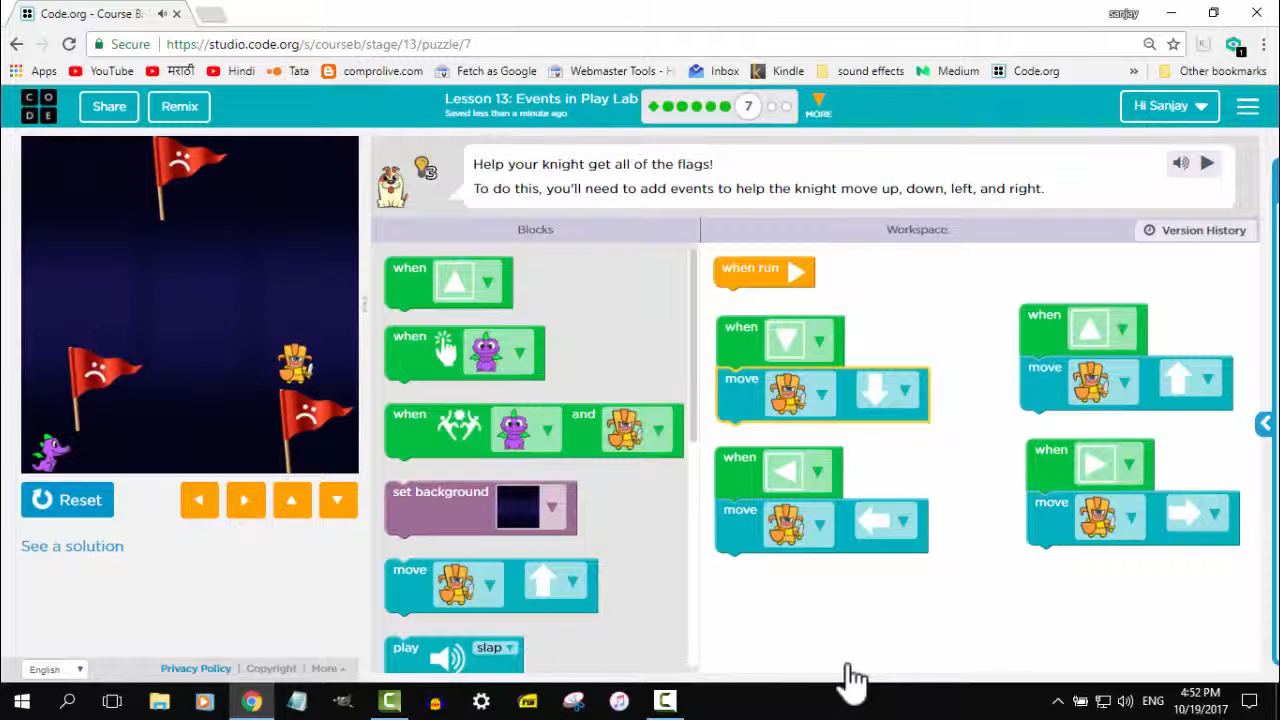 Code.org - Course B:
sanjay
Secure
https://studio.code.org/s/courseb/stage/13/puzzle/7
1
Apps YouTube मराठी Hindi Tata comprolive.com Fetch as Google Webmaster Tools - Inbox Kindle sound effects Medium Code.org » Other bookmarks
C O
D E
Share
Remix
Lesson 13: Events in Play Lab
Saved less than a minute ago
7
MORE
Hi Sanjay
3
Help your knight get all of the flags!
To do this, you'll need to add events to help the knight move up, down, left, and right.
Blocks
Workspace:
Version History
when
when
when and
set background
move
play slap
when run
when
move
when
move
when
move
when
move
Reset
See a solution
English
Privacy Policy | Copyright | More
ENG
4:52 PM
10/19/2017